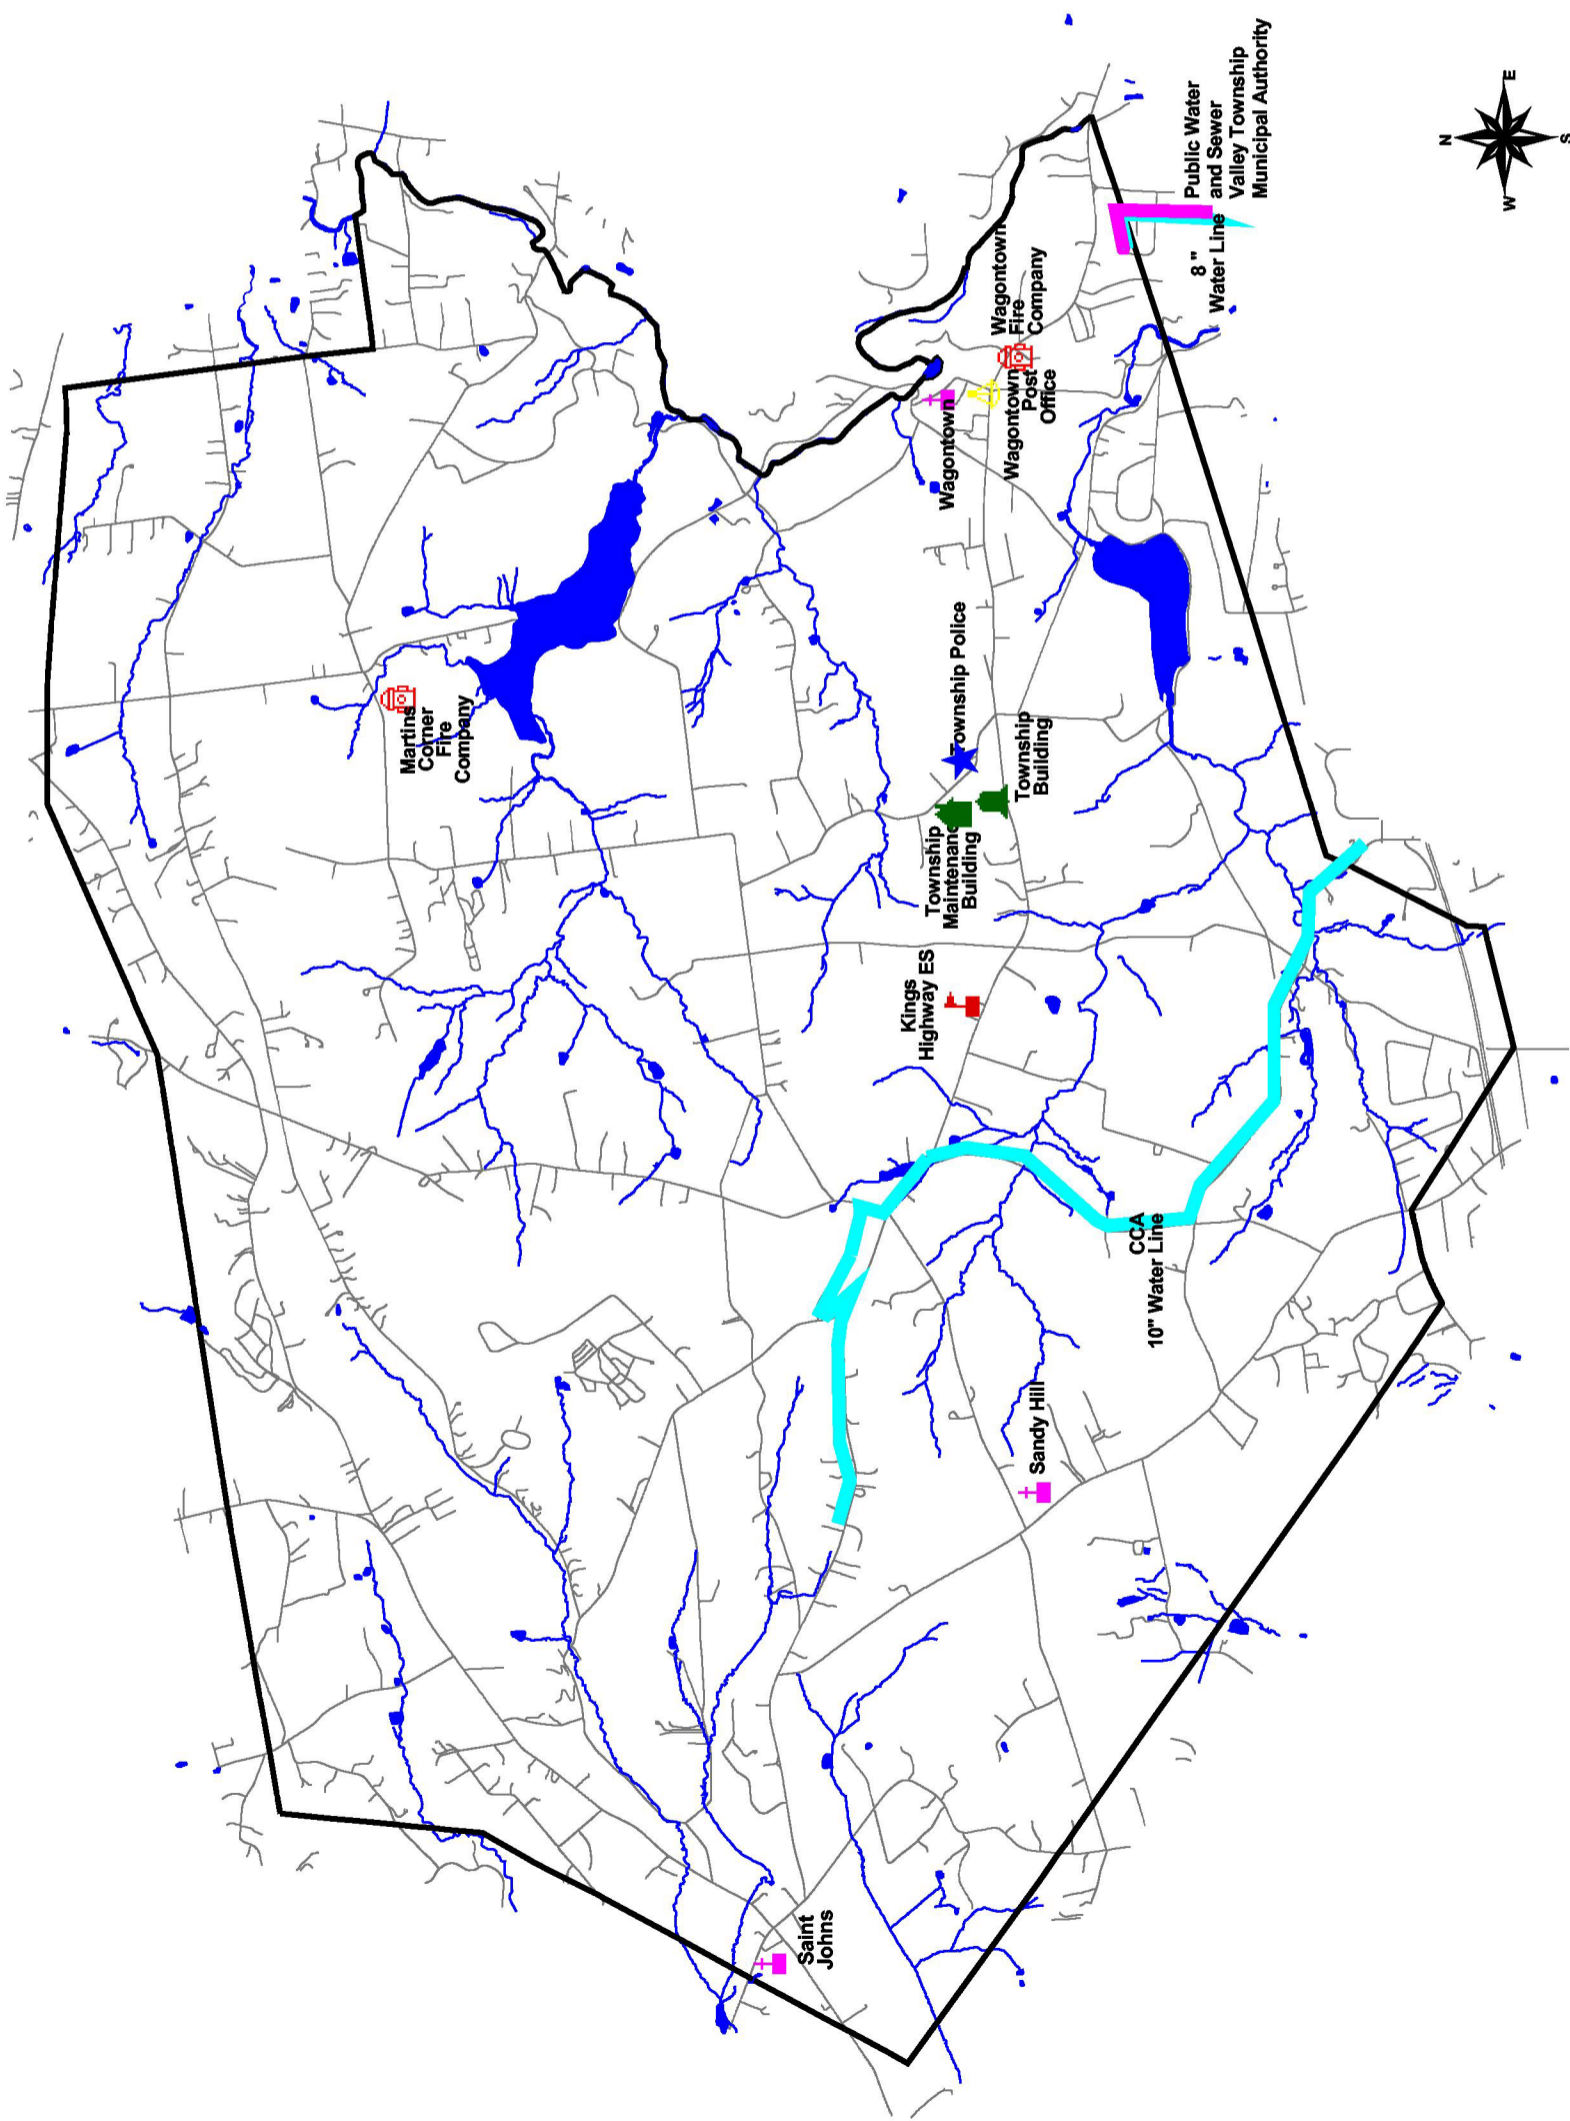 Public Water
and Sewer
Valley Township
Municipal Authority
8 "
Water Line
Wagontown
Fire
Company
Wagontown
Post
Office
Wagontown
Township Police
Township
Building
Township
Maintenanc
Building
Martins
Corner
Fire
Company
Kings
Highway ES
CCA
10" Water Line
Sandy Hill
Saint
Johns
N
E
S
W